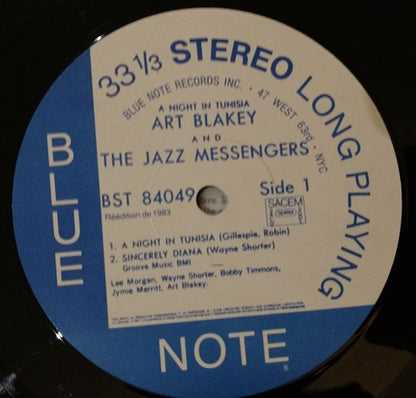 33 1/3 STEREO LONG PLAYING
BLUE NOTE RECORDS INC. • 47 WEST 63rd • NYC
A NIGHT IN TUNISIA
ART BLAKEY
AND
THE JAZZ MESSENGERS
BST 84049
Side 1
Réédition de 1983
SACEM
1. A NIGHT IN TUNISIA (Gillespie, Robin)
2. SINCERELY DIANA (Wayne Shorter)
Groove Music BMI
Lee Morgan, Wayne Shorter, Bobby Timmons,
Jymie Merritt, Art Blakey.
BLUE
NOTE